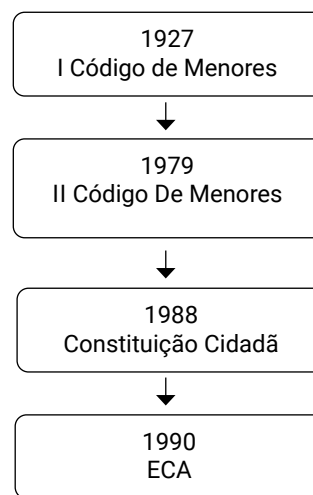 1927
I Código de Menores
1979
II Código De Menores
1988
Constituição Cidadã
1990
ECA